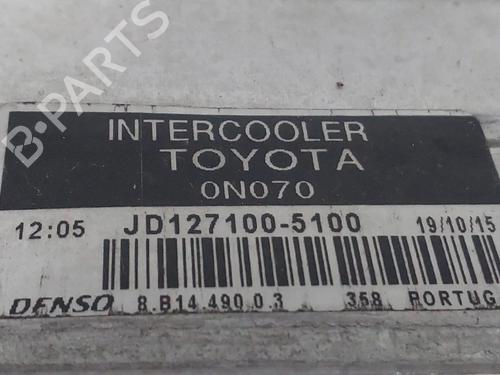 B-PARTS
INTERCOOLER
TOYOTA
0N070
12:05 JD127100-5100 19/10/15
DENSO 8.B14.490.0.3 358 PORTUG